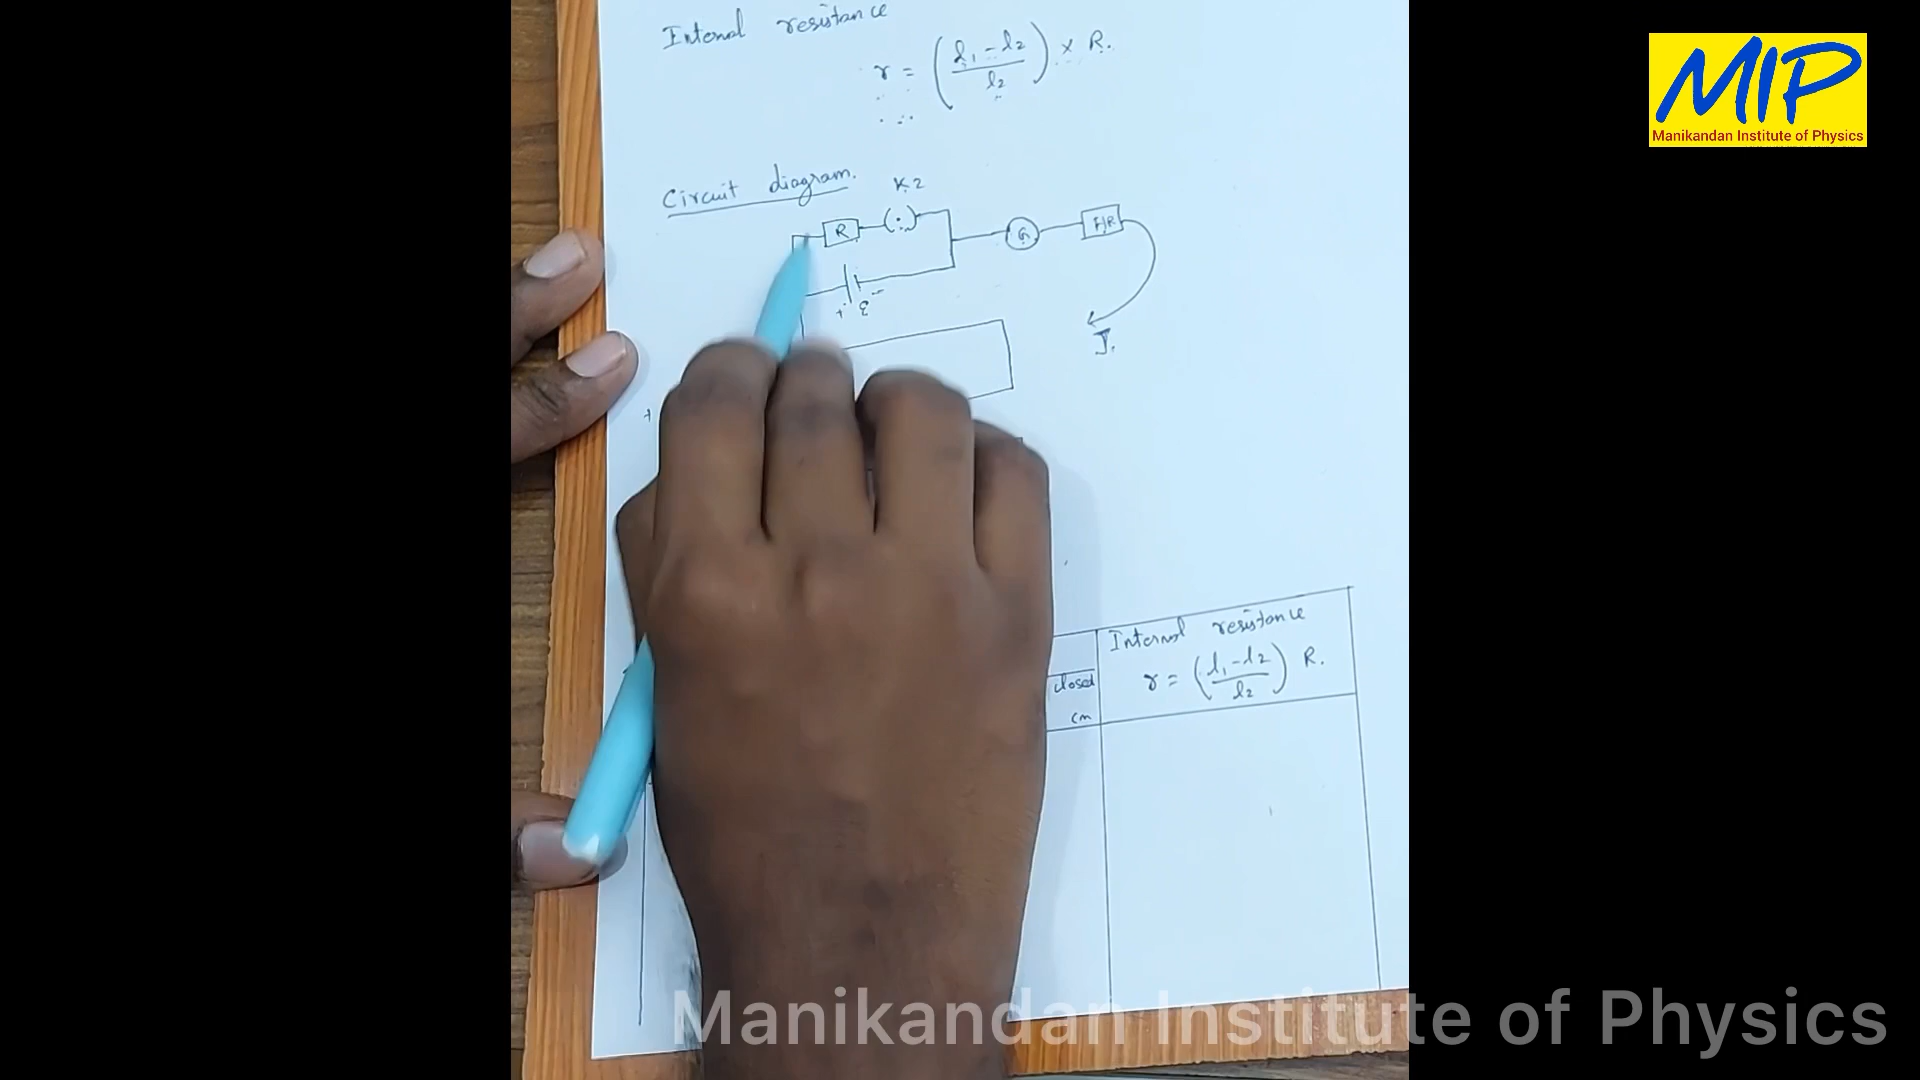 MIP
Manikandan Institute of Physics
Internal resistance
r = (l1 - l2 / l2) × R.
Circuit diagram.
K2
R
G
HR
+ ε -
J.
+
closed
cm
Internal resistance
r = (l1 - l2 / l2) R.
Manikandan Institute of Physics